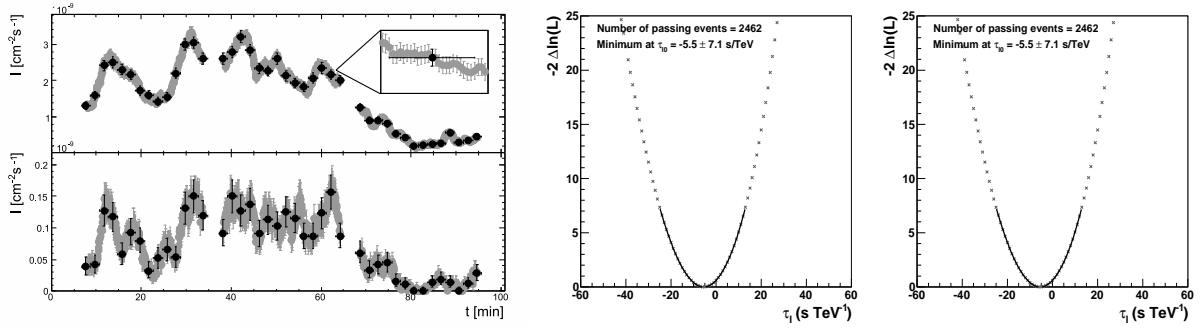 ×10⁻⁹
I [cm⁻²s⁻¹]
3
2
1
×10⁻⁹
I [cm⁻²s⁻¹]
0.2
0.15
0.1
0.05
0
0 20 40 60 80 100
t [min]
-2 Δln(L)
25
20
15
10
5
0
Number of passing events = 2462
Minimum at τl0 = -5.5 ± 7.1 s/TeV
-60 -40 -20 0 20 40 60
τl (s TeV⁻¹)
-2 Δln(L)
25
20
15
10
5
0
Number of passing events = 2462
Minimum at τl0 = -5.5 ± 7.1 s/TeV
-60 -40 -20 0 20 40 60
τl (s TeV⁻¹)